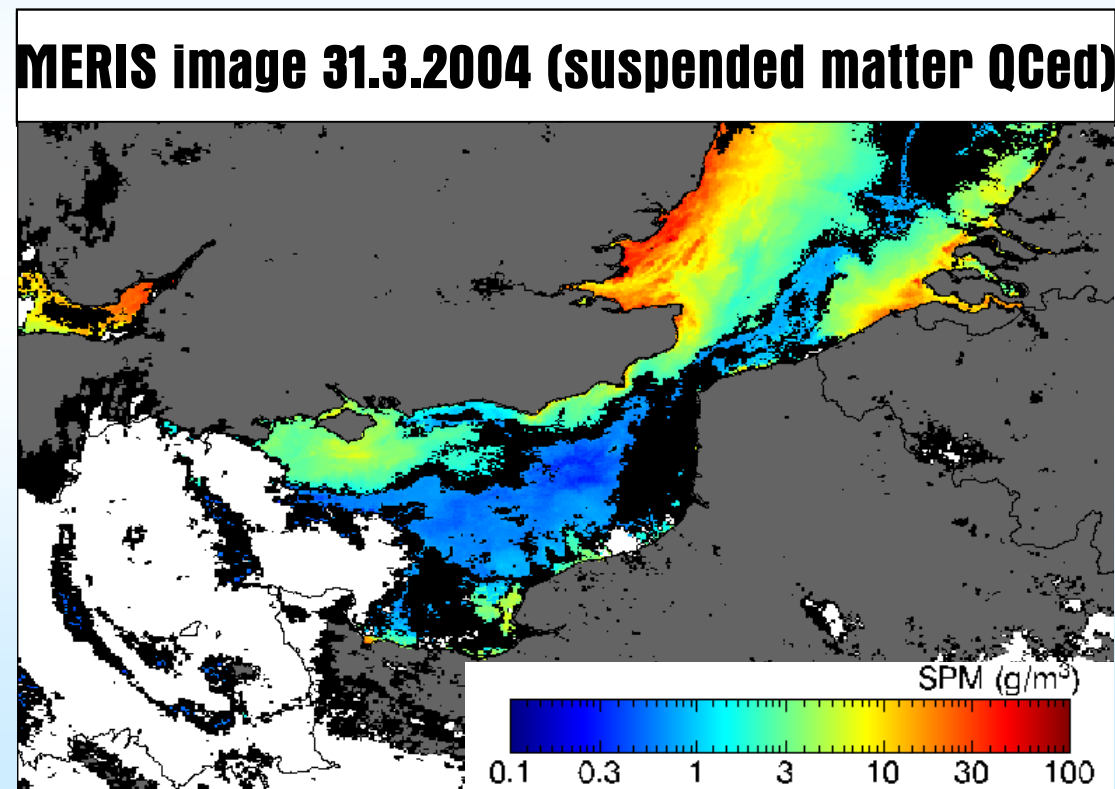 MERIS image 31.3.2004 (suspended matter QCed)
SPM (g/m³)
0.1 0.3 1 3 10 30 100